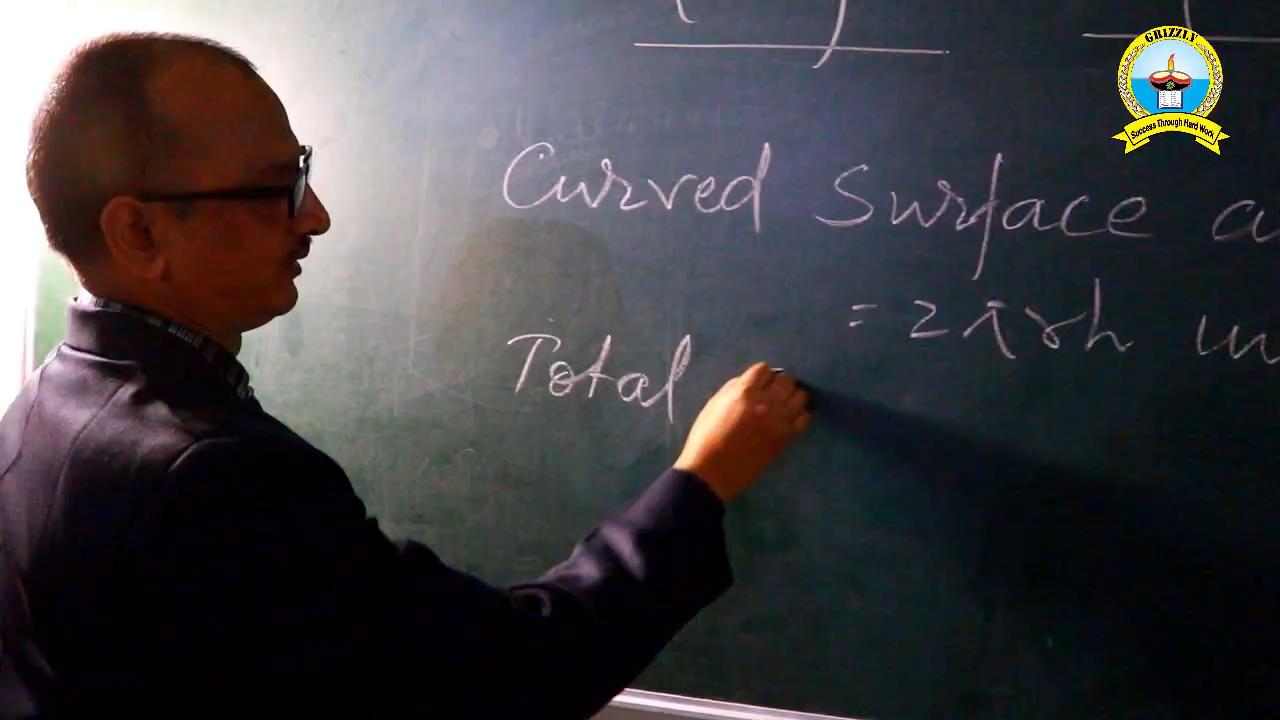 GRIZZLY
Success Through Hard Work
Curved Surface
= 2πrh
Total